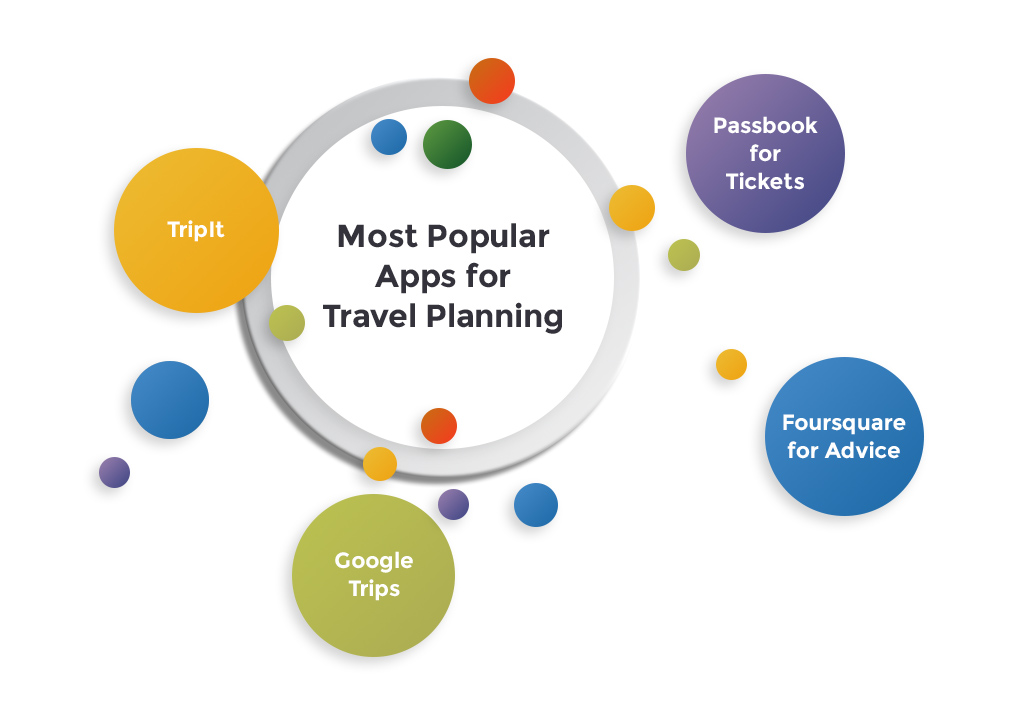 Most Popular
Apps for
Travel Planning
TripIt
Passbook
for
Tickets
Foursquare
for Advice
Google
Trips